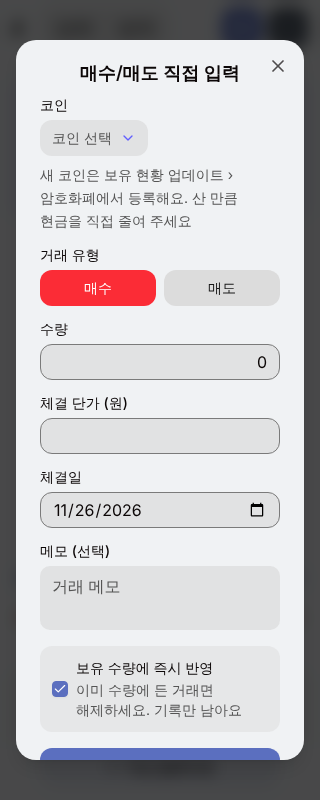 매수/매도 직접 입력
코인
코인 선택
새 코인은 보유 현황 업데이트 ›
암호화폐에서 등록해요. 산 만큼
현금을 직접 줄여 주세요
거래 유형
매수 매도
수량
0
체결 단가 (원)
체결일
11/26/2026
메모 (선택)
거래 메모
보유 수량에 즉시 반영
이미 수량에 든 거래면
해제하세요. 기록만 남아요